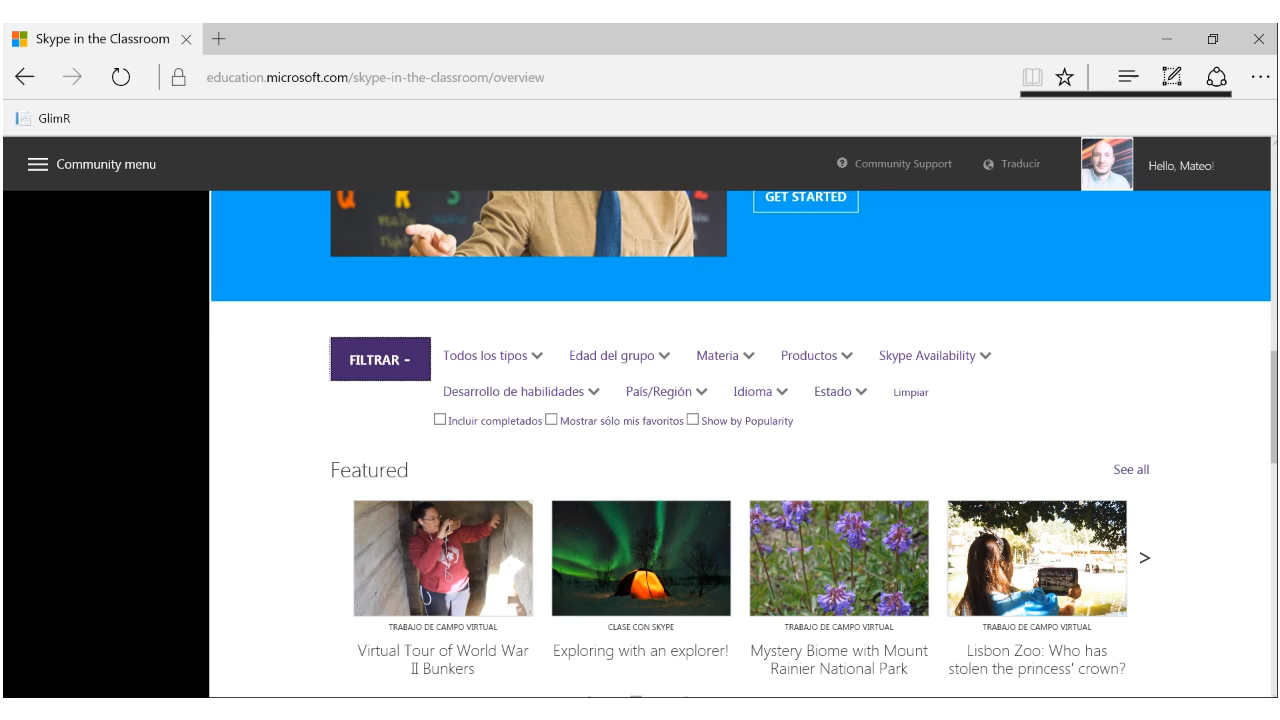 Skype in the Classroom
education.microsoft.com/skype-in-the-classroom/overview
GlimR
Community menu
Community Support
Traducir
Hello, Mateo!
GET STARTED
FILTRAR -
Todos los tipos
Edad del grupo
Materia
Productos
Skype Availability
Desarrollo de habilidades
País/Región
Idioma
Estado
Limpiar
Incluir completados
Mostrar sólo mis favoritos
Show by Popularity
Featured
See all
TRABAJO DE CAMPO VIRTUAL
Virtual Tour of World War
II Bunkers
CLASE CON SKYPE
Exploring with an explorer!
TRABAJO DE CAMPO VIRTUAL
Mystery Biome with Mount
Rainier National Park
TRABAJO DE CAMPO VIRTUAL
Lisbon Zoo: Who has
stolen the princess' crown?